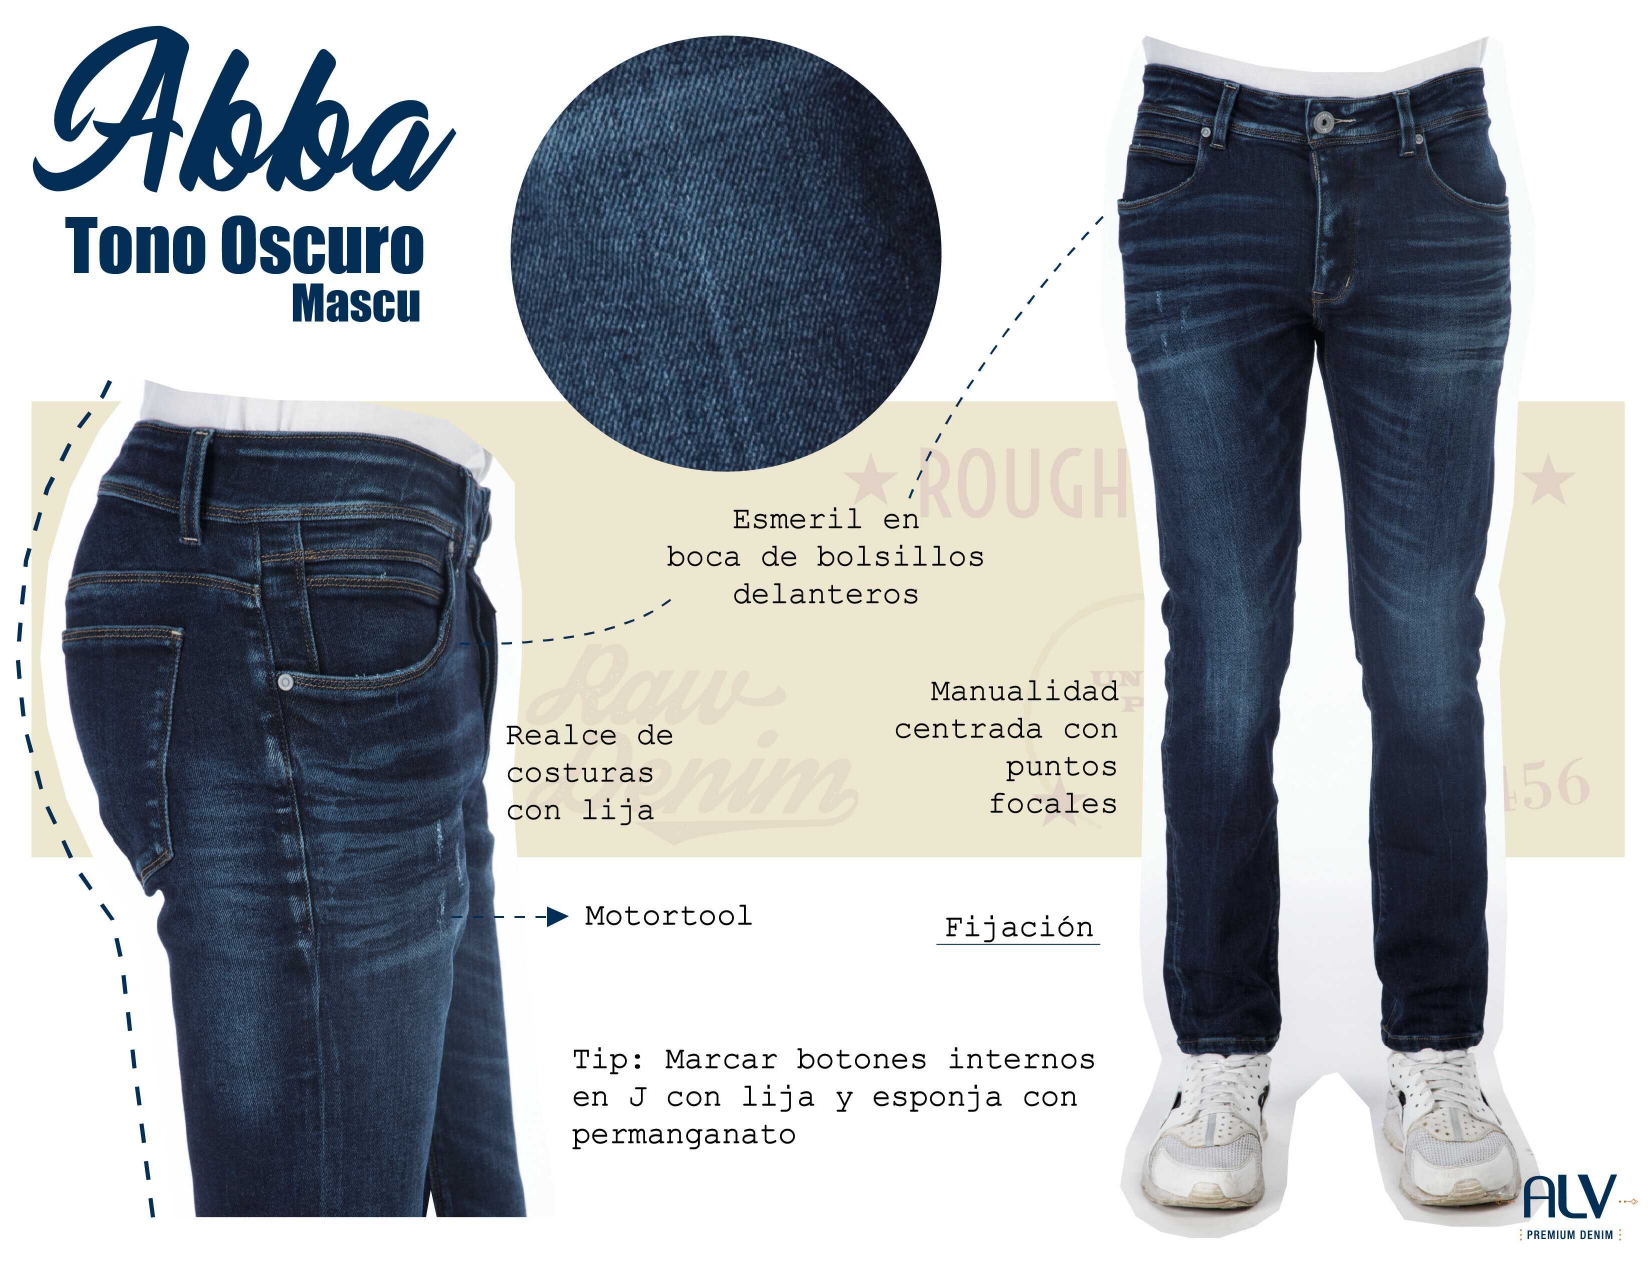 Abba
Tono Oscuro
Mascu
ROUGH
Esmeril en
boca de bolsillos
delanteros
Raw
Denim
Realce de
costuras
con lija
UN
P
Manualidad
centrada con
puntos
focales
456
Motortool
Fijación
Tip: Marcar botones internos
en J con lija y esponja con
permanganato
ALV
PREMIUM DENIM